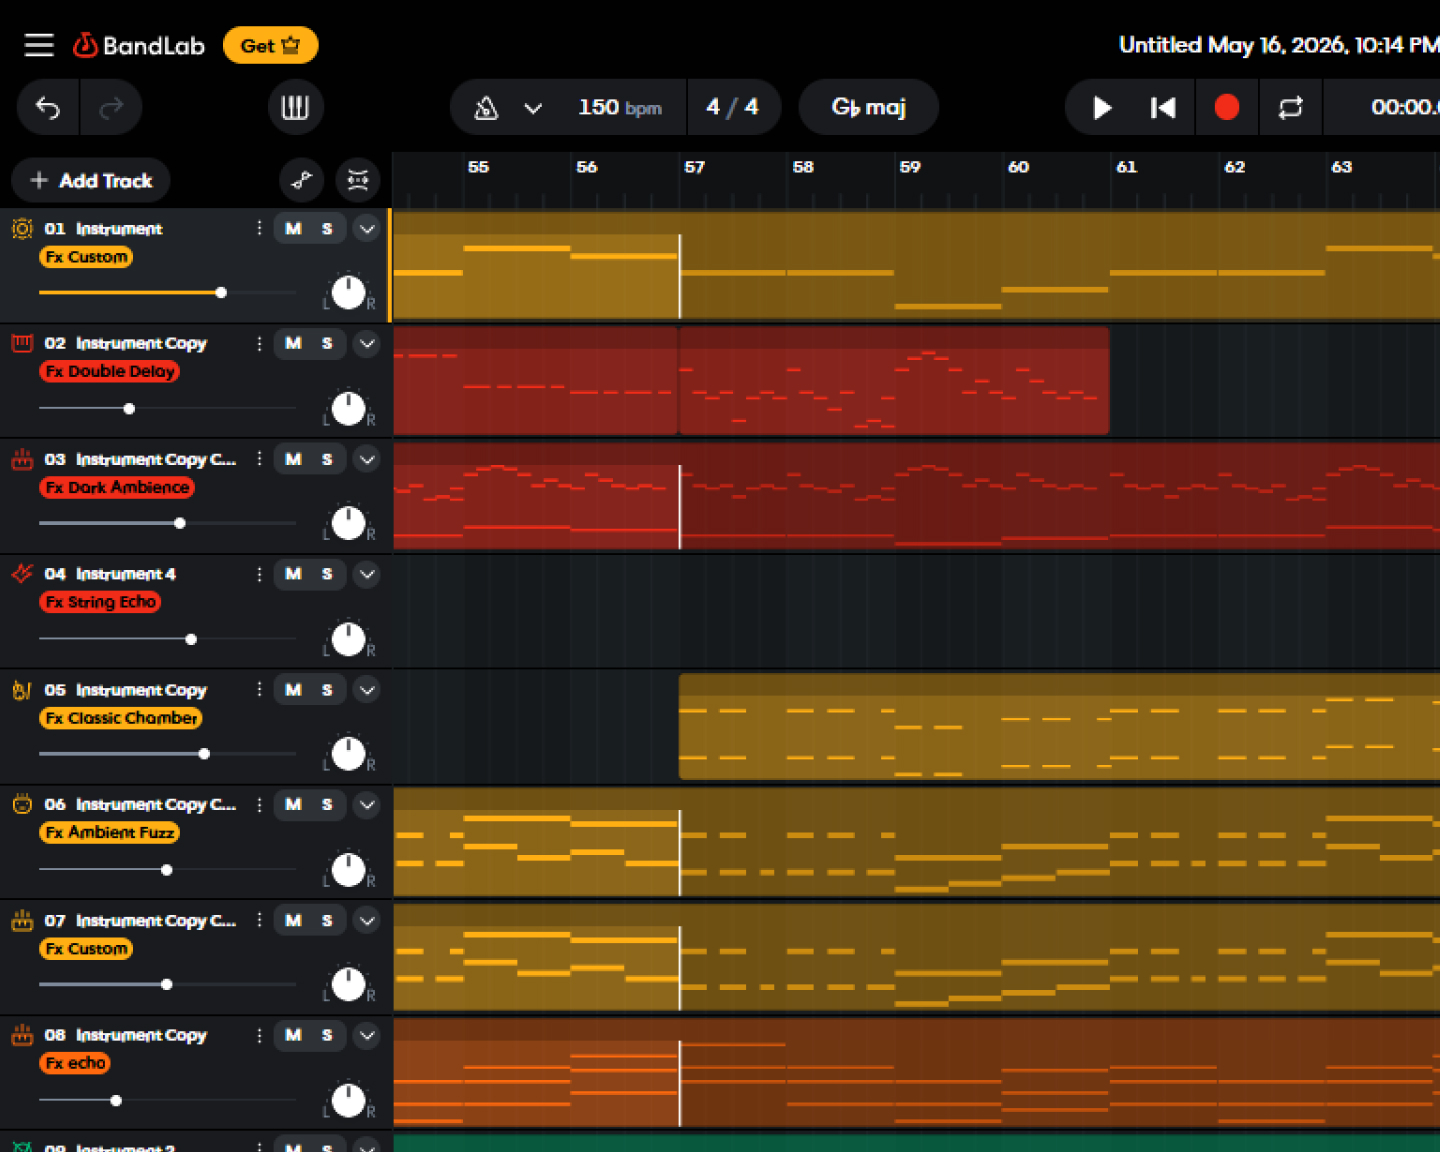 BandLab
Get
Untitled May 16, 2026, 10:14 PM
150 bpm
4 / 4
G♭ maj
00:00.
+ Add Track
55 56 57 58 59 60 61 62 63
01 Instrument M S
Fx Custom
L R
02 Instrument Copy M S
Fx Double Delay
L R
03 Instrument Copy C... M S
Fx Dark Ambience
L R
04 Instrument 4 M S
Fx String Echo
L R
05 Instrument Copy M S
Fx Classic Chamber
L R
06 Instrument Copy C... M S
Fx Ambient Fuzz
L R
07 Instrument Copy C... M S
Fx Custom
L R
08 Instrument Copy M S
Fx echo
L R
09 Instrument 2 M S